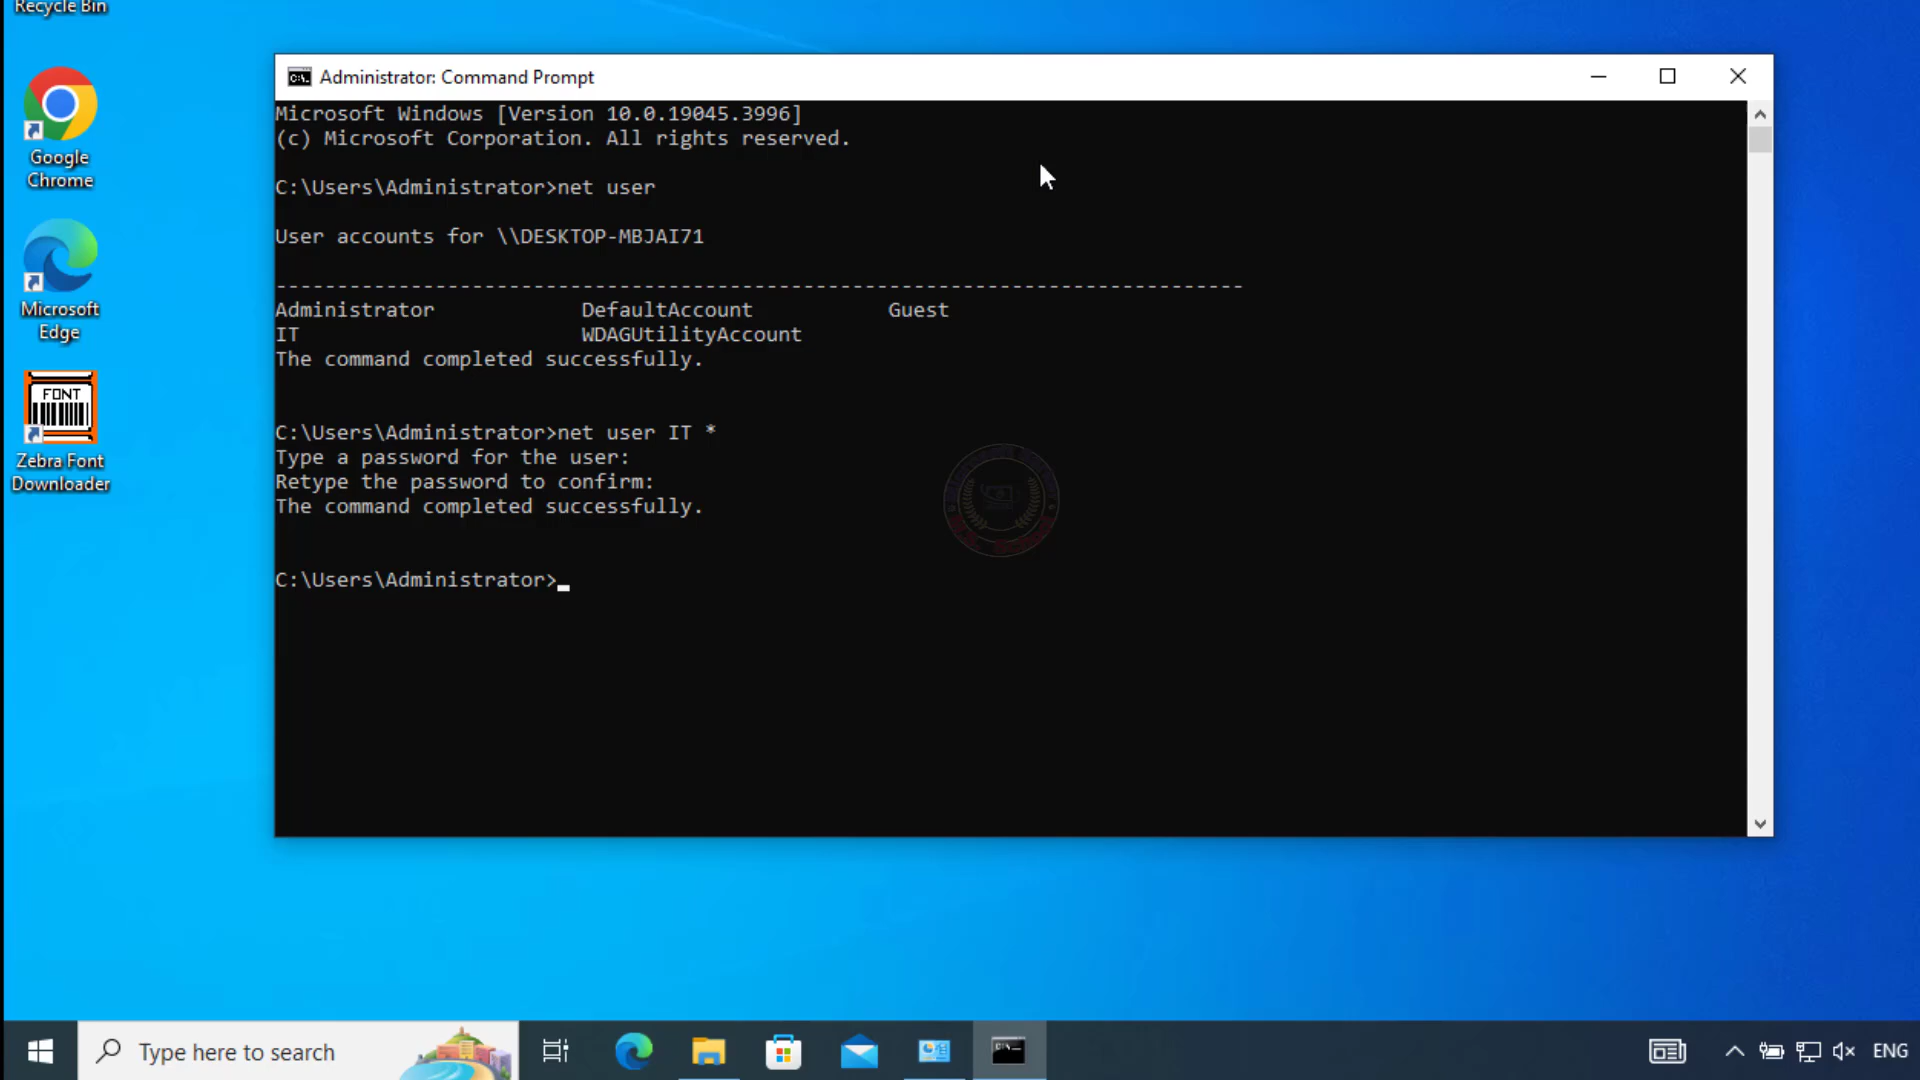 Recycle Bin
Google
Chrome
Microsoft
Edge
FONT
Zebra Font
Downloader
Administrator: Command Prompt
Microsoft Windows [Version 10.0.19045.3996]
(c) Microsoft Corporation. All rights reserved.
C:\Users\Administrator>net user
User accounts for \\DESKTOP-MBJAI71
-------------------------------------------------------------------------------
Administrator DefaultAccount Guest
IT WDAGUtilityAccount
The command completed successfully.
C:\Users\Administrator>net user IT *
Type a password for the user:
Retype the password to confirm:
The command completed successfully.
C:\Users\Administrator>
Type here to search
ENG